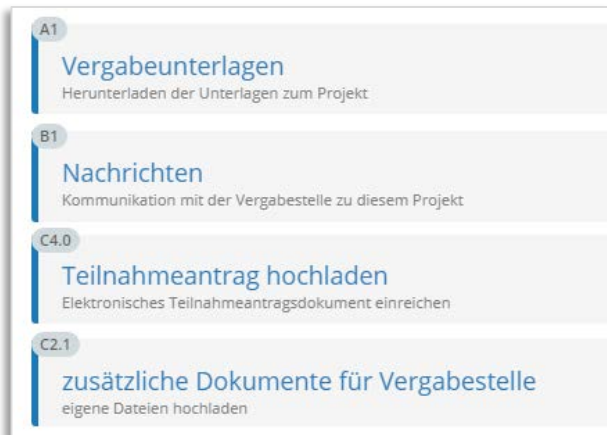 A1
Vergabeunterlagen
Herunterladen der Unterlagen zum Projekt
B1
Nachrichten
Kommunikation mit der Vergabestelle zu diesem Projekt
C4.0
Teilnahmeantrag hochladen
Elektronisches Teilnahmeantragsdokument einreichen
C2.1
zusätzliche Dokumente für Vergabestelle
eigene Dateien hochladen